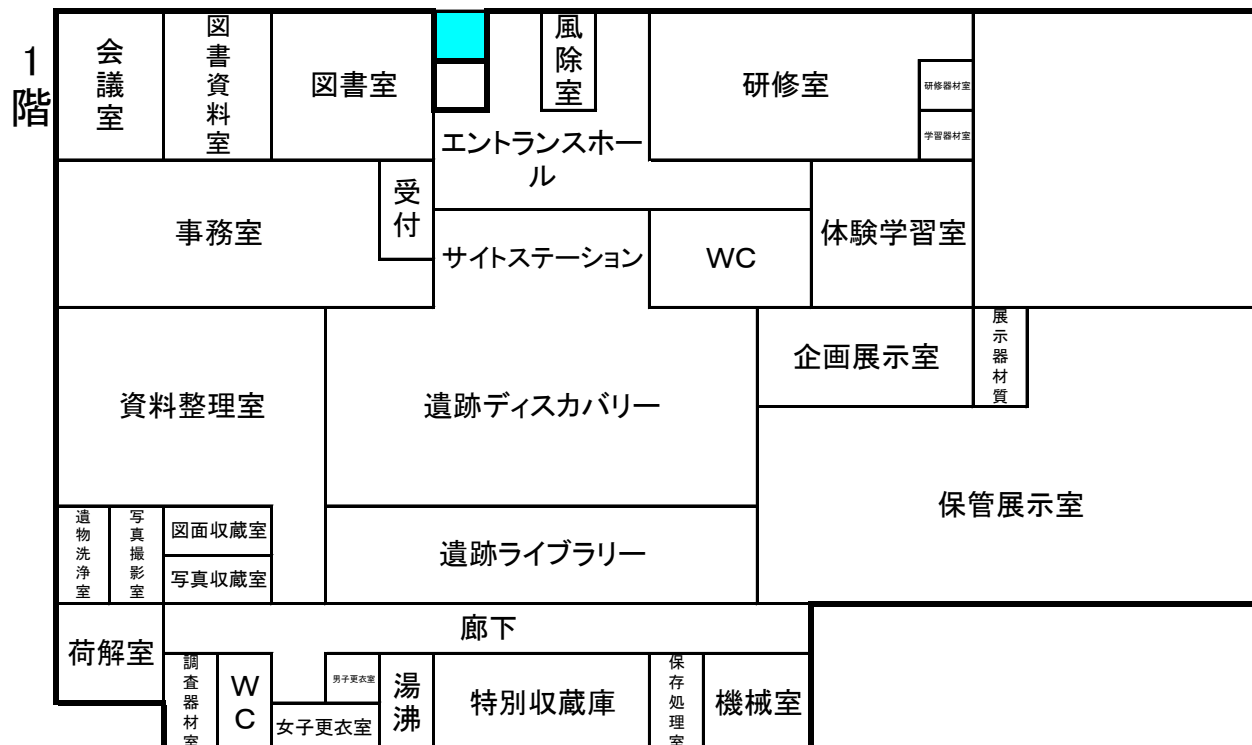 1階
会議室
図書資料室
図書室
風除室
研修室
研修器材室
学習器材室
エントランスホー
ル
事務室
受付
サイトステーション
WC
体験学習室
資料整理室
遺跡ディスカバリー
企画展示室
展示器材質
保管展示室
遺物洗浄室
写真撮影室
図面収蔵室
写真収蔵室
遺跡ライブラリー
荷解室
廊下
調査器材室
WC
男子更衣室
女子更衣室
湯沸
特別収蔵庫
保存処理室
機械室